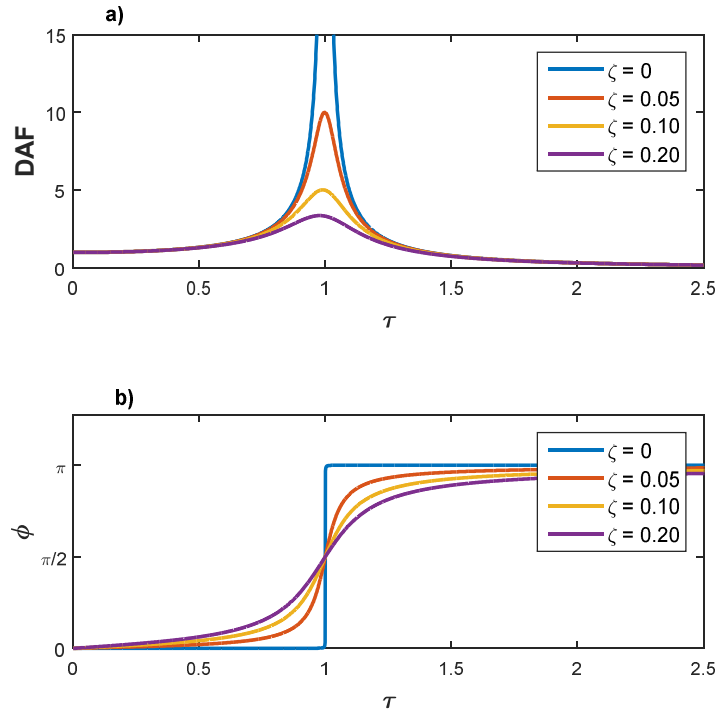 a)
15
10
5
0
DAF
ζ = 0
ζ = 0.05
ζ = 0.10
ζ = 0.20
0 0.5 1 1.5 2 2.5
τ
b)
π
π/2
0
ϕ
ζ = 0
ζ = 0.05
ζ = 0.10
ζ = 0.20
0 0.5 1 1.5 2 2.5
τ